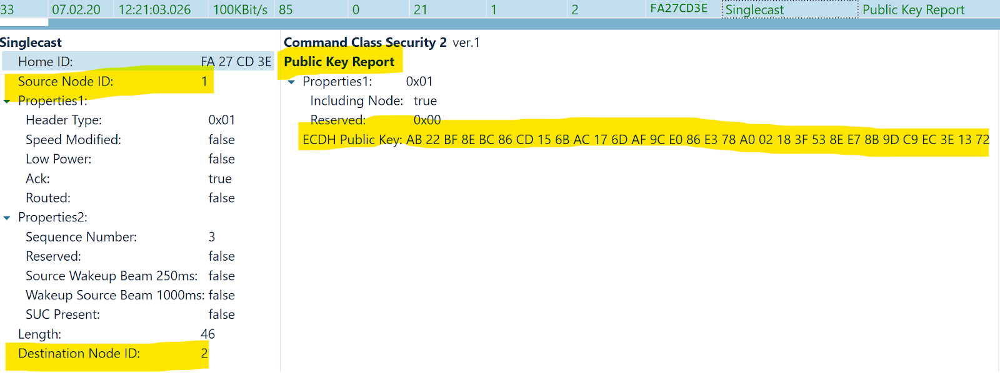 33 07.02.20 12:21:03.026 100KBit/s 85 0 21 1 2 FA27CD3E Singlecast Public Key Report
Singlecast
Home ID: FA 27 CD 3E
Source Node ID: 1
Properties1:
Header Type: 0x01
Speed Modified: false
Low Power: false
Ack: true
Routed: false
Properties2:
Sequence Number: 3
Reserved: false
Source Wakeup Beam 250ms: false
Wakeup Source Beam 1000ms: false
SUC Present: false
Length: 46
Destination Node ID: 2
Command Class Security 2 ver.1
Public Key Report
Properties1: 0x01
Including Node: true
Reserved: 0x00
ECDH Public Key: AB 22 BF 8E BC 86 CD 15 6B AC 17 6D AF 9C E0 86 E3 78 A0 02 18 3F 53 8E E7 8B 9D C9 EC 3E 13 72